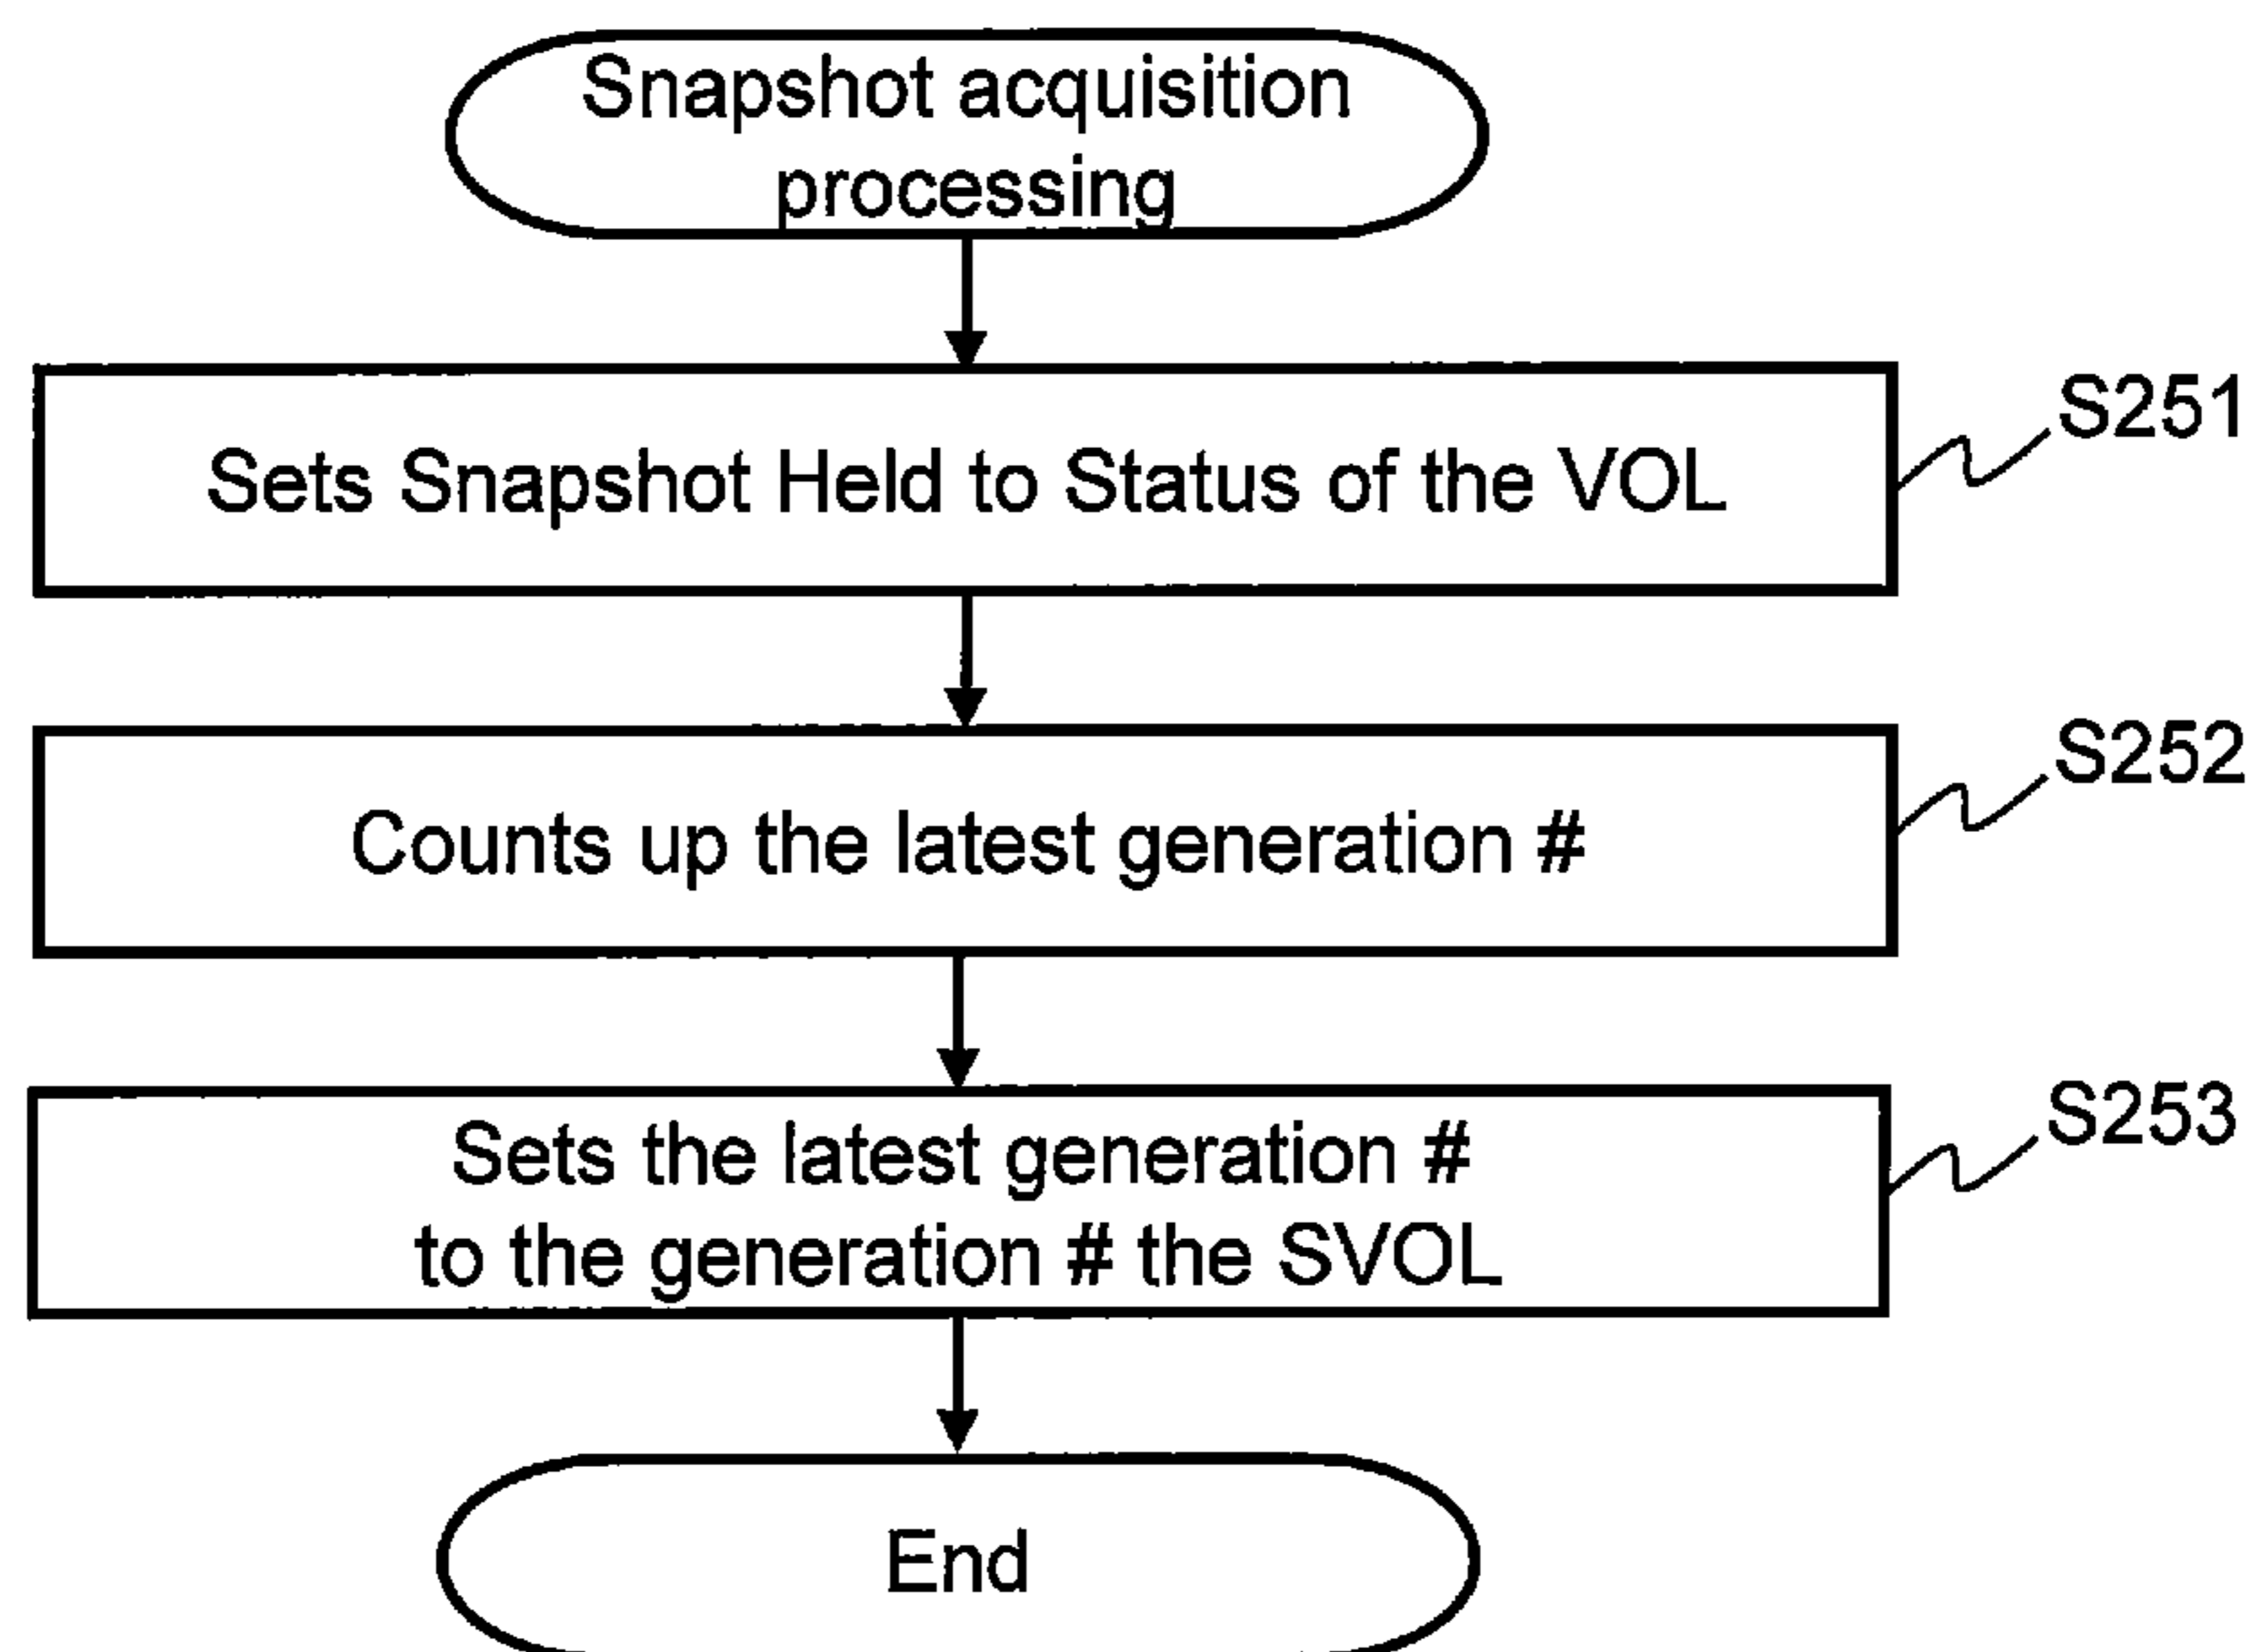 Snapshot acquisition
processing
Sets Snapshot Held to Status of the VOL
S251
Counts up the latest generation #
S252
Sets the latest generation #
to the generation # the SVOL
S253
End